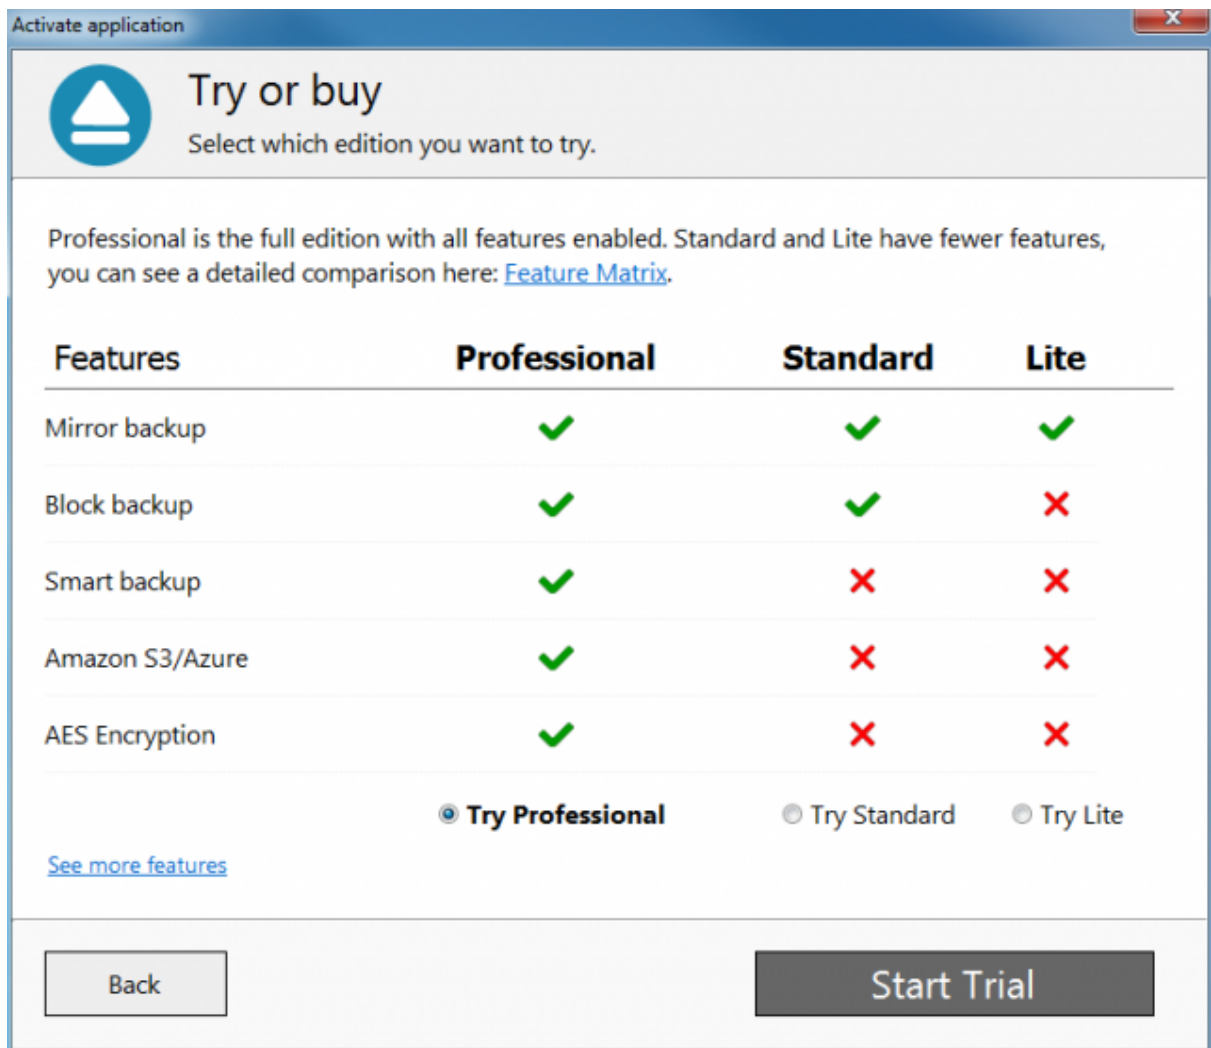 Activate application
Try or buy
Select which edition you want to try.
Professional is the full edition with all features enabled. Standard and Lite have fewer features,
you can see a detailed comparison here: Feature Matrix.
Features Professional Standard Lite
Mirror backup
Block backup
Smart backup
Amazon S3/Azure
AES Encryption
Try Professional Try Standard Try Lite
See more features
Back Start Trial